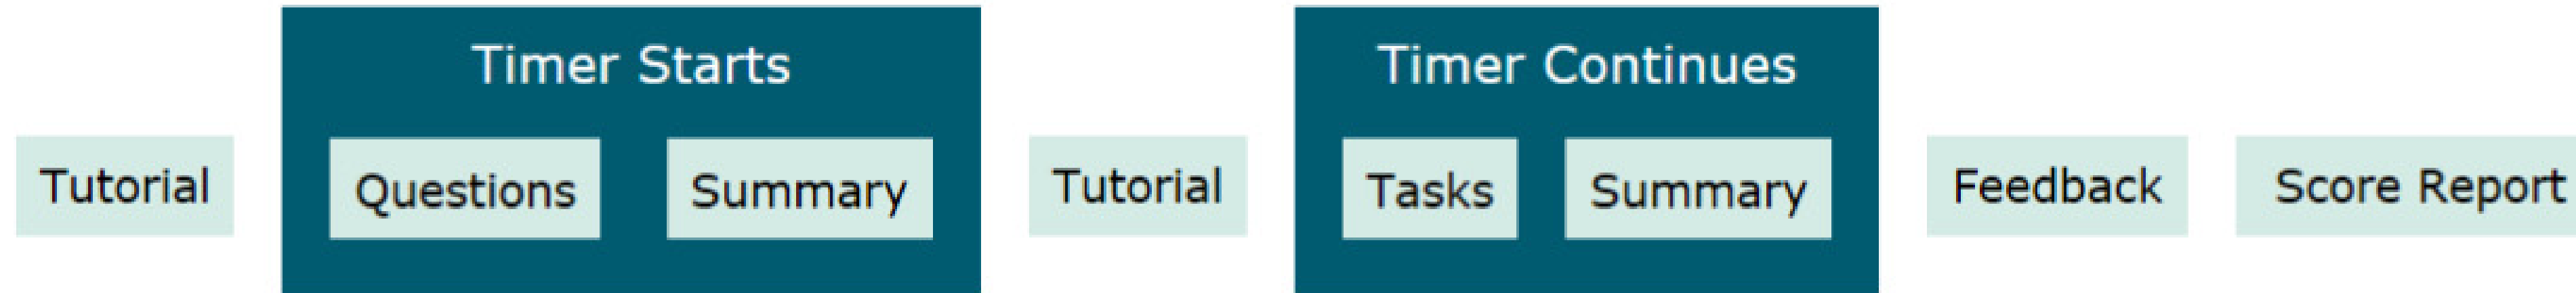 Tutorial
Timer Starts
Questions
Summary
Tutorial
Timer Continues
Tasks
Summary
Feedback
Score Report